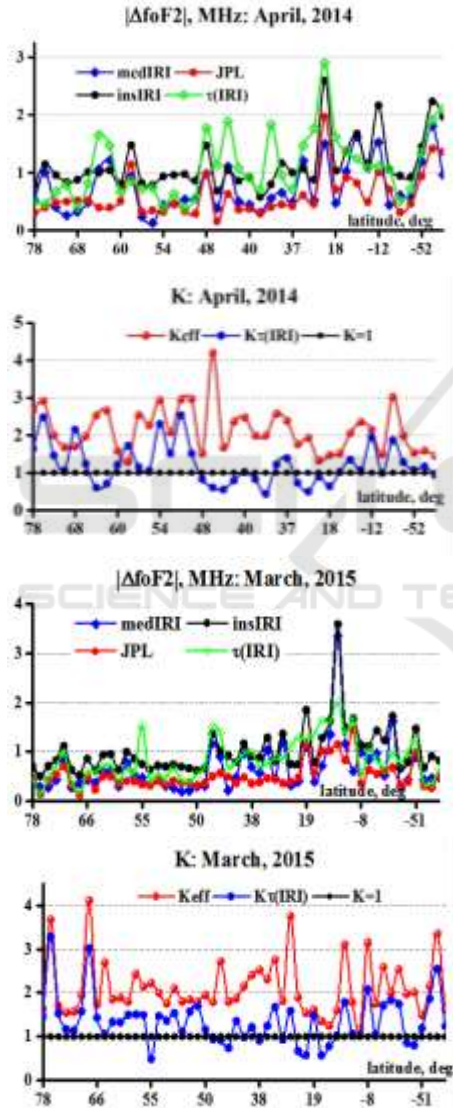 |ΔfoF2|, MHz: April, 2014
medIRI JPL
insIRI τ(IRI)
3
2
1
0
latitude, deg
78 68 60 54 48 40 37 18 -12 -52
K: April, 2014
5
Keff Kτ(IRI) K=1
4
3
2
1
0
latitude, deg
78 68 60 54 48 40 37 18 -12 -52
|ΔfoF2|, MHz: March, 2015
4
medIRI insIRI
JPL τ(IRI)
3
2
1
0
latitude, deg
78 66 55 50 38 19 -8 -51
SCIENCE AND TE
K: March, 2015
Keff Kτ(IRI) K=1
4
3
2
1
0
latitude, deg
78 66 55 50 38 19 -8 -51